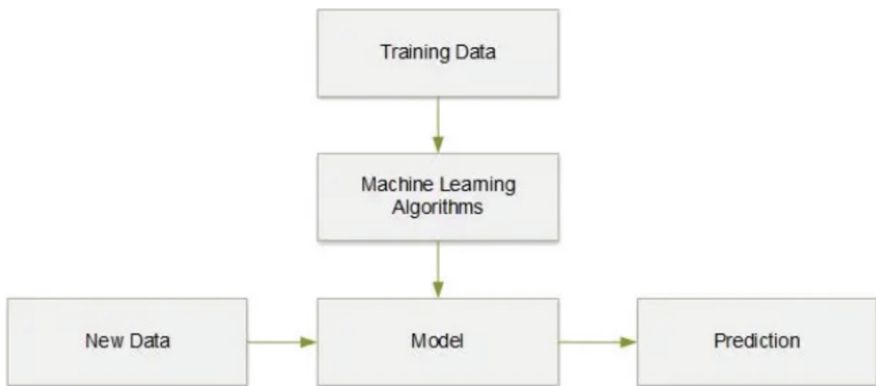 Training Data
Machine Learning
Algorithms
New Data
Model
Prediction